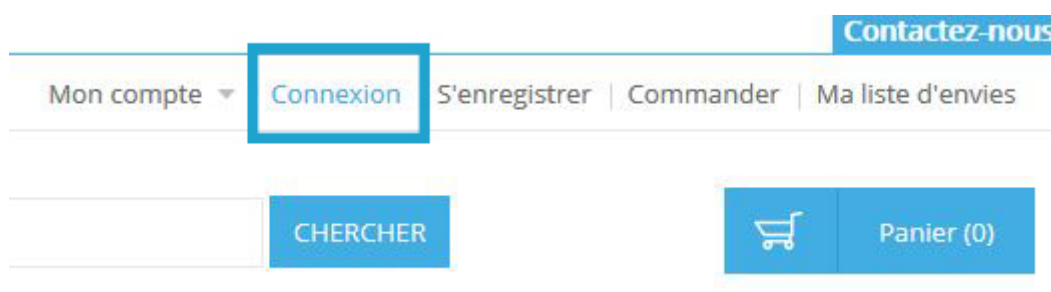 Contactez-nous
Mon compte Connexion S'enregistrer | Commander | Ma liste d'envies
CHERCHER Panier (0)